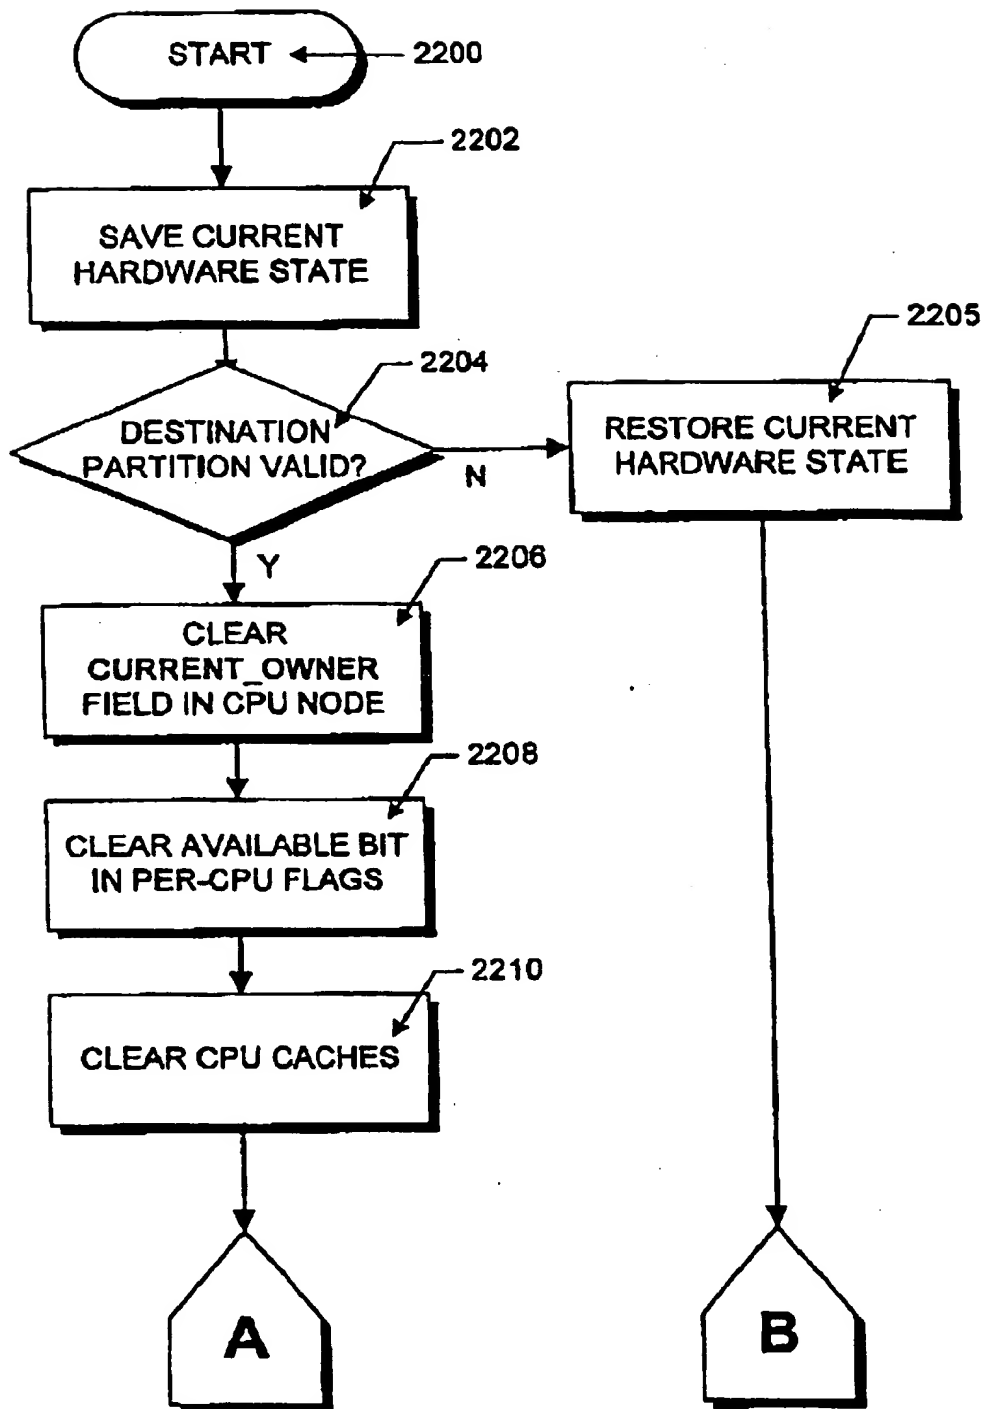 START
2200
2202
SAVE CURRENT
HARDWARE STATE
2204
2205
DESTINATION
PARTITION VALID?
N
RESTORE CURRENT
HARDWARE STATE
Y
2206
CLEAR
CURRENT_OWNER
FIELD IN CPU NODE
2208
CLEAR AVAILABLE BIT
IN PER-CPU FLAGS
2210
CLEAR CPU CACHES
A
B